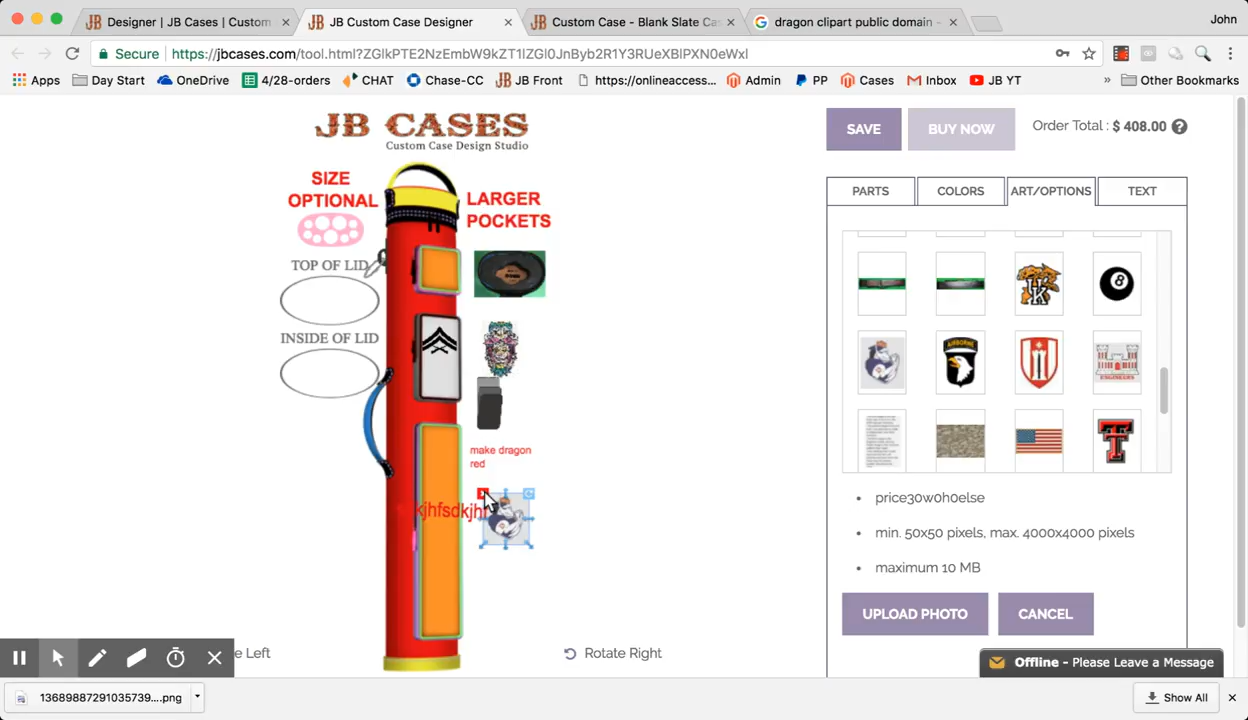 Designer | JB Cases | Custom
JB Custom Case Designer
Custom Case - Blank Slate Cas
dragon clipart public domain -
John
Secure
https://jbcases.com/tool.html?ZGlkPTE2NzEmbW9kZT1lZGl0JnByb2R1Y3RUeXBlPXN0eWxl
Apps
Day Start
OneDrive
4/28-orders
CHAT
Chase-CC
JB Front
https://onlineaccess...
Admin
PP
Cases
Inbox
JB YT
»
Other Bookmarks
JB CASES
Custom Case Design Studio
SIZE
OPTIONAL
LARGER
POCKETS
TOP OF LID
INSIDE OF LID
make dragon
red
kjhfsdkjhf
SAVE
BUY NOW
Order Total : $ 408.00 ?
PARTS
COLORS
ART/OPTIONS
TEXT
8
AIRBORNE
ENGINEERS
price30w0h0else
min. 50x50 pixels, max. 4000x4000 pixels
maximum 10 MB
UPLOAD PHOTO
CANCEL
e Left
Rotate Right
Offline - Please Leave a Message
13689887291035739....png
Show All